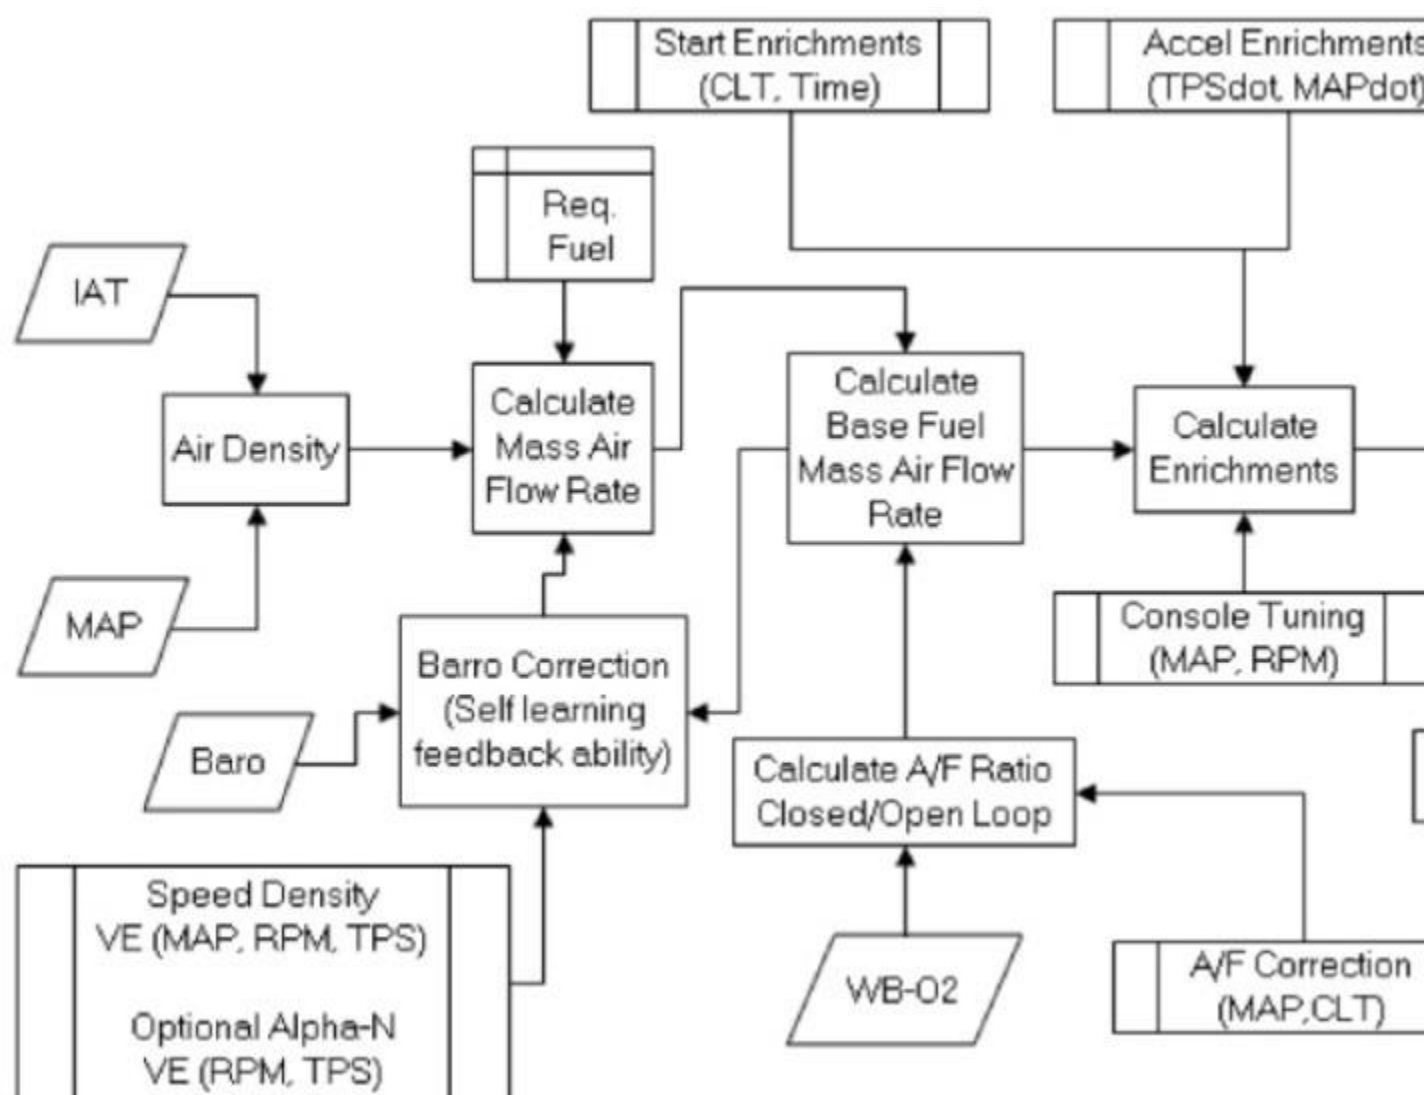 Start Enrichments
(CLT, Time)
Accel Enrichments
(TPSdot, MAPdot)
Req.
Fuel
IAT
Air Density
Calculate
Mass Air
Flow Rate
Calculate
Base Fuel
Mass Air Flow
Rate
Calculate
Enrichments
MAP
Barro Correction
(Self learning
feedback ability)
Console Tuning
(MAP, RPM)
Baro
Calculate A/F Ratio
Closed/Open Loop
Speed Density
VE (MAP, RPM, TPS)
Optional Alpha-N
VE (RPM, TPS)
WB-O2
A/F Correction
(MAP,CLT)